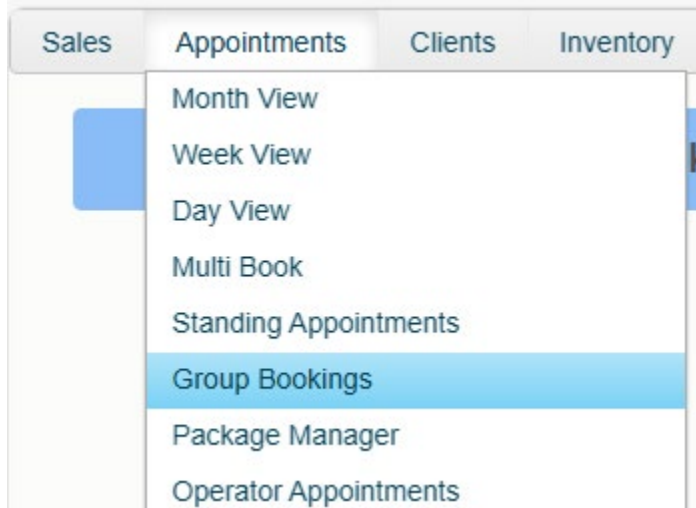 Sales Appointments Clients Inventory
Month View
Week View
Day View
Multi Book
Standing Appointments
Group Bookings
Package Manager
Operator Appointments